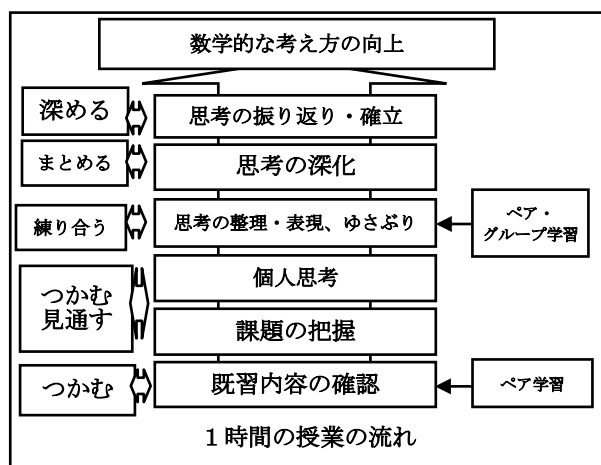 数学的な考え方の向上
深める
思考の振り返り・確立
まとめる
思考の深化
練り合う
思考の整理・表現、ゆさぶり
ペア・
グループ学習
つかむ
見通す
個人思考
課題の把握
つかむ
既習内容の確認
ペア学習
１時間の授業の流れ